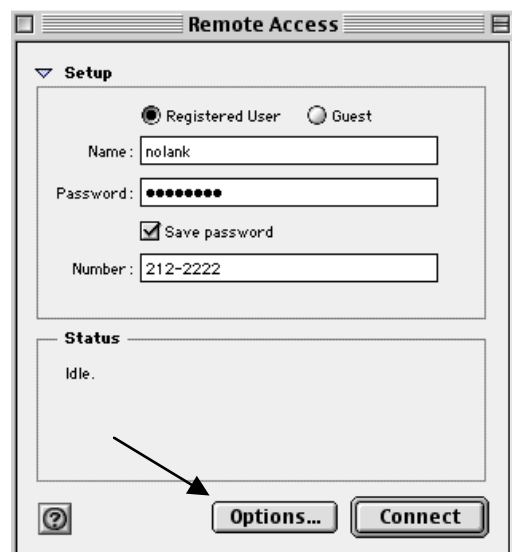 Remote Access
Setup
Registered User Guest
Name: nolank
Password: ●●●●●●●●
Save password
Number: 212-2222
Status
Idle.
? Options... Connect